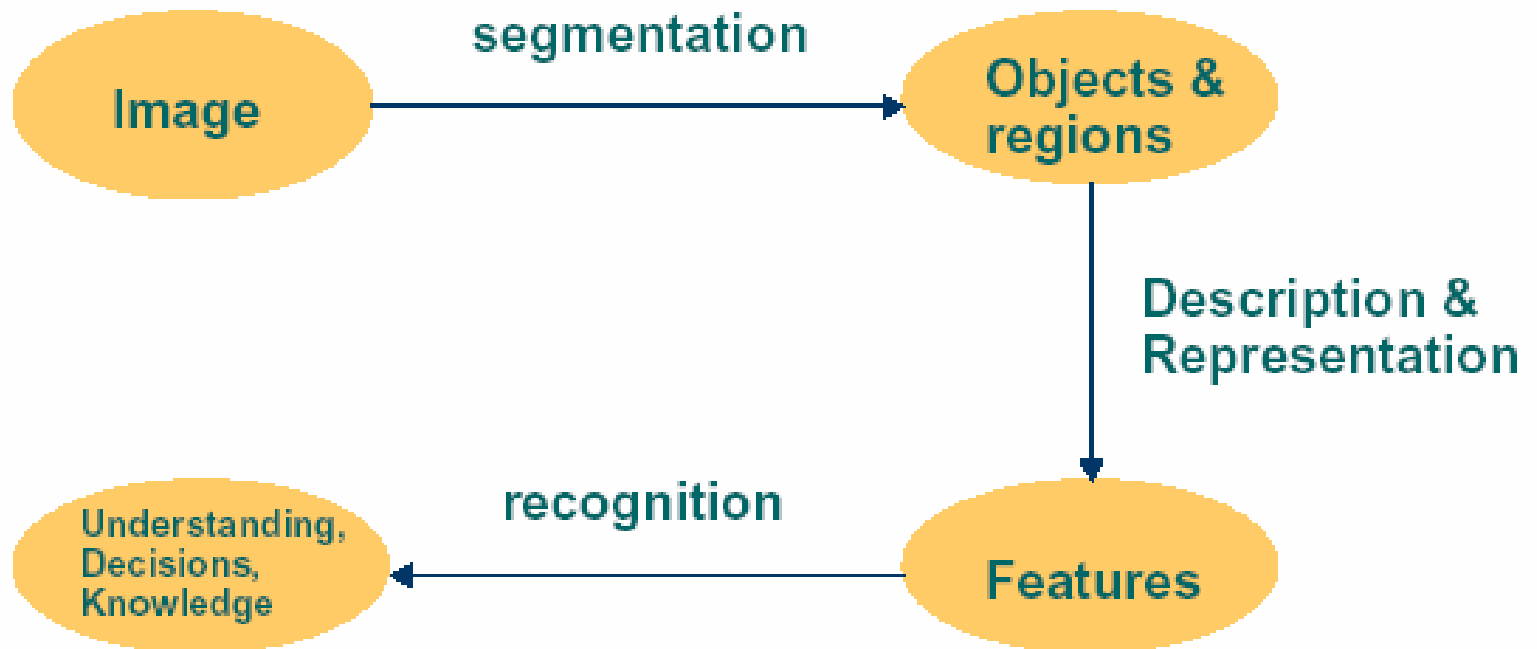 segmentation
Image
Objects &
regions
Description &
Representation
recognition
Understanding,
Decisions,
Knowledge
Features